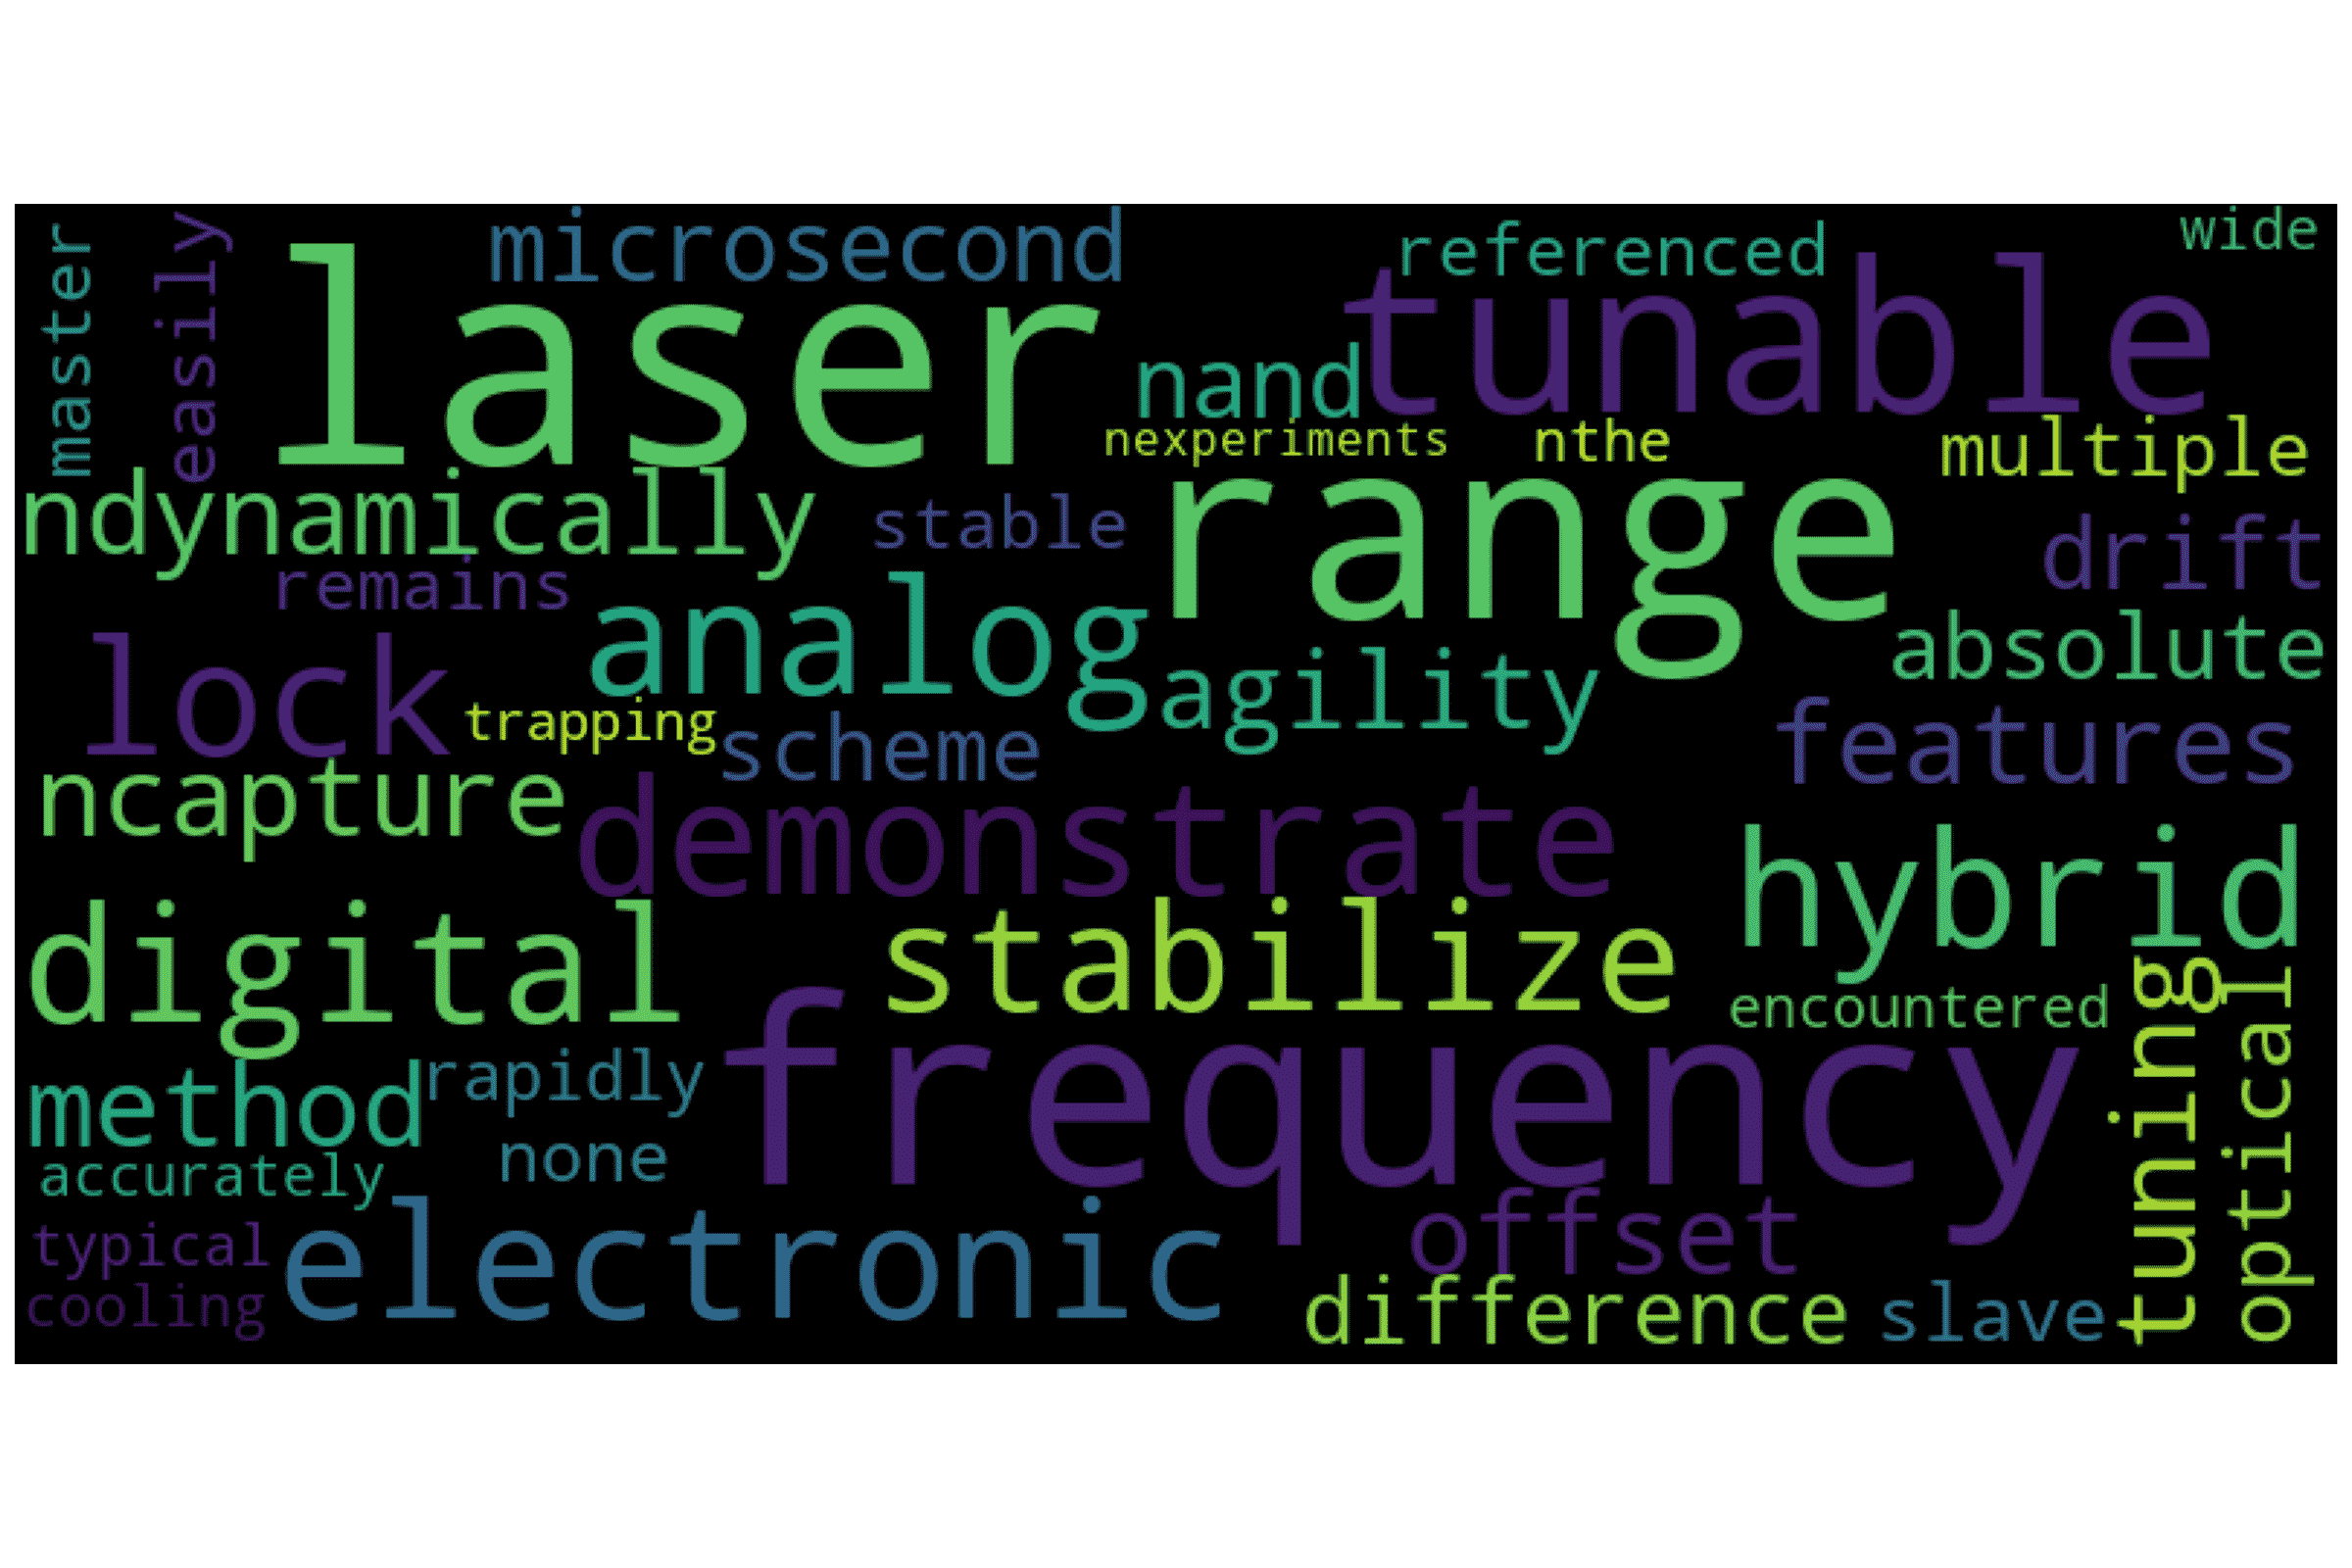 microsecond
referenced
wide
master
easily
laser
tunable
nand
nexperiments
nthe
multiple
ndynamically
stable
range
drift
remains
analog
agility
absolute
lock
trapping
scheme
features
ncapture
demonstrate
hybrid
digital
stabilize
encountered
tuning
optical
method
rapidly
frequency
none
accurately
typical
electronic
offset
cooling
difference
slave